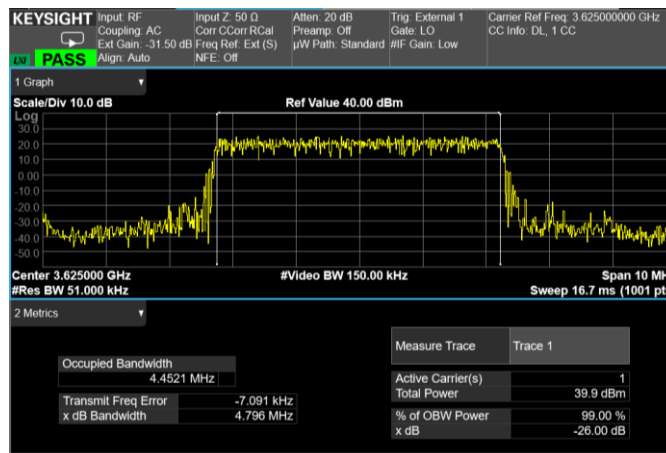 KEYSIGHT Input: RF Input Z: 50 Ω Atten: 20 dB Trig: External 1 Carrier Ref Freq: 3.625000000 GHz
Coupling: AC Corr CCorr RCal Preamp: Off Gate: LO CC Info: DL, 1 CC
Ext Gain: -31.50 dB Freq Ref: Ext (S) µW Path: Standard #IF Gain: Low
LXI PASS Align: Auto NFE: Off
1 Graph
Scale/Div 10.0 dB Ref Value 40.00 dBm
Log
30.0
20.0
10.0
0.00
-10.0
-20.0
-30.0
-40.0
-50.0
Center 3.625000 GHz #Video BW 150.00 kHz Span 10 MH
#Res BW 51.000 kHz Sweep 16.7 ms (1001 pt
2 Metrics
Measure Trace Trace 1
Occupied Bandwidth
4.4521 MHz
Active Carrier(s) 1
Total Power 39.9 dBm
Transmit Freq Error -7.091 kHz
x dB Bandwidth 4.796 MHz
% of OBW Power 99.00 %
x dB -26.00 dB